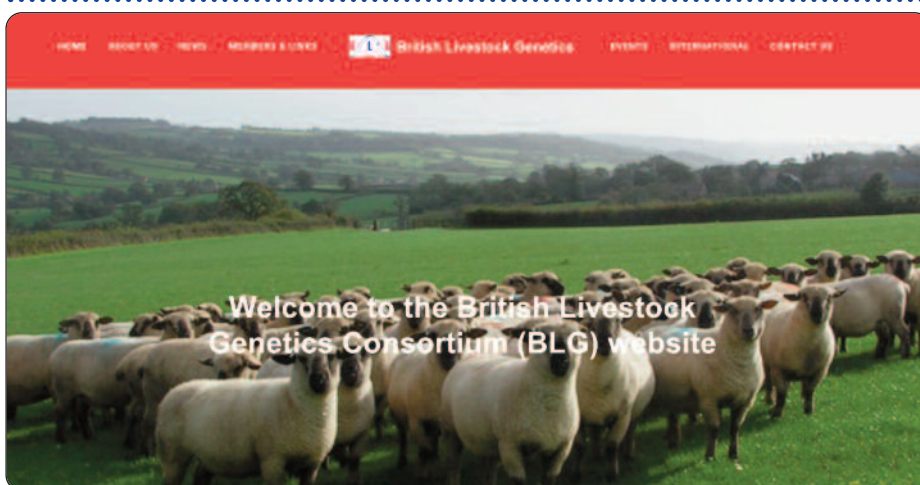 HOME ABOUT US NEWS MEMBERS & LINKS British Livestock Genetics EVENTS INTERNATIONAL CONTACT US
Welcome to the British Livestock
Genetics Consortium (BLG) website